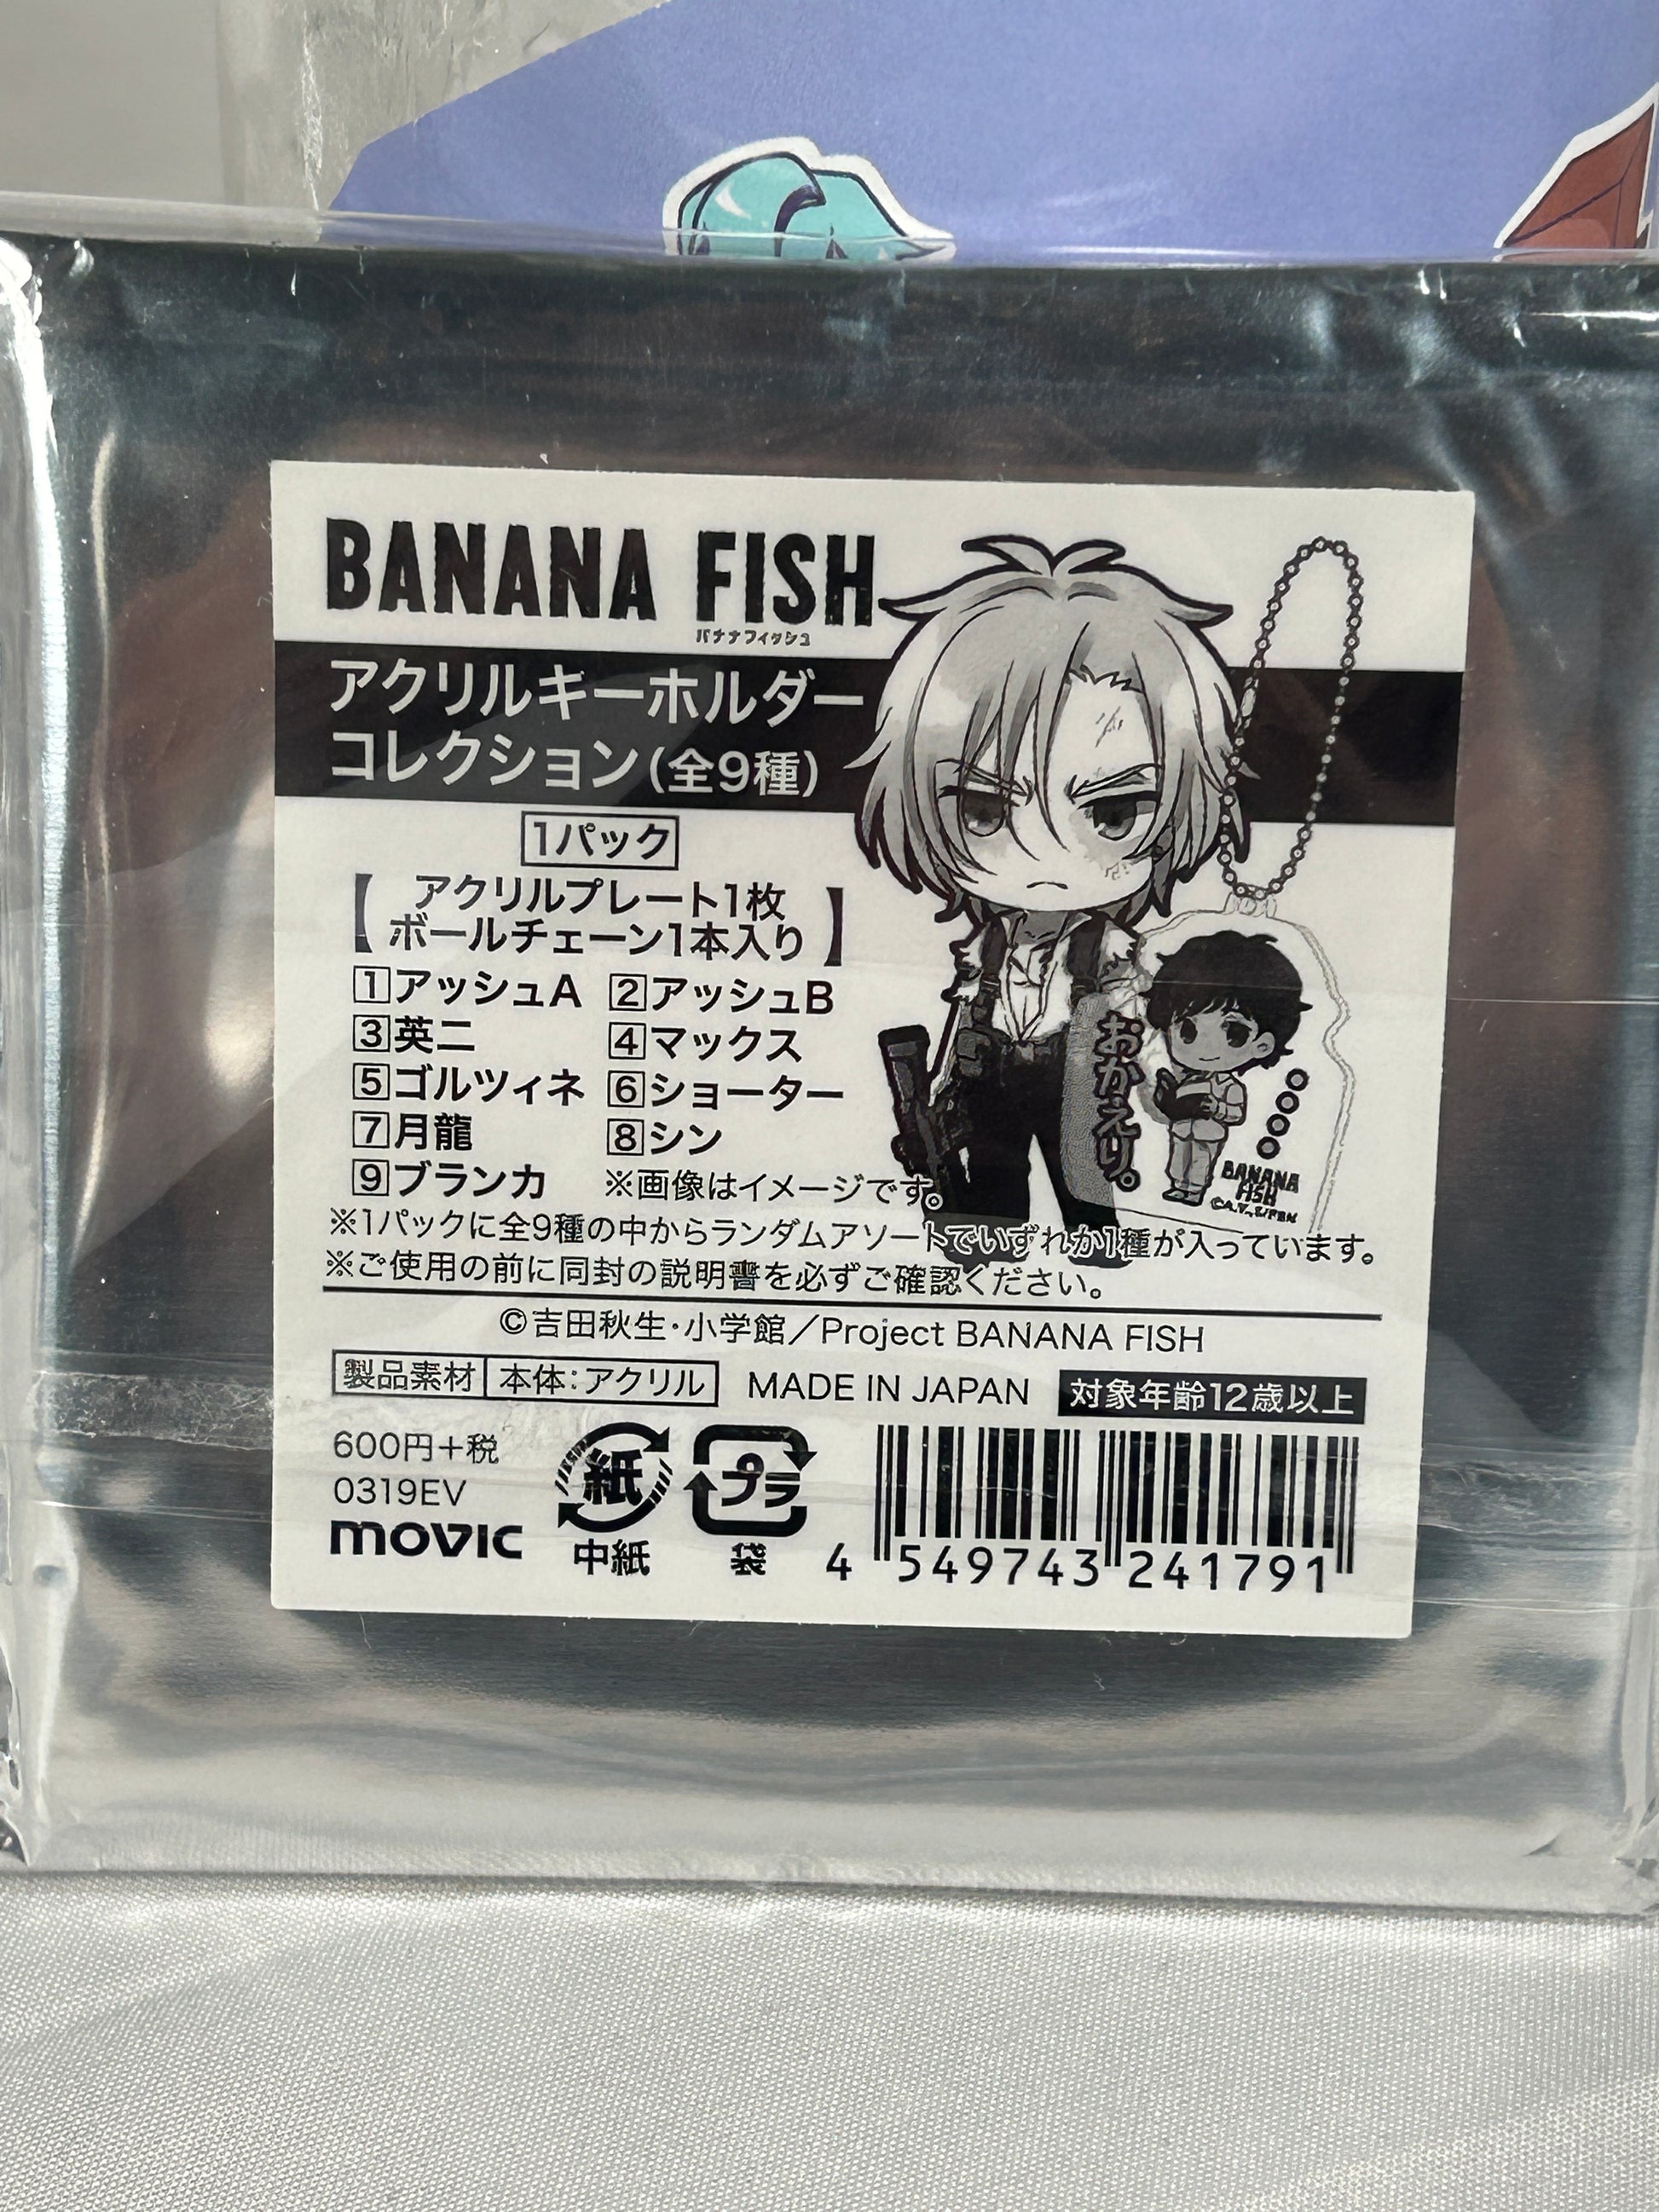 BANANA FISH
バナナフィッシュ
アクリルキーホルダー
コレクション(全9種)
1パック
【アクリルプレート1枚
ボールチェーン1本入り】
1アッシュA 2アッシュB
3英二 4マックス
5ゴルツィネ 6ショーター
7月龍 8シン
9ブランカ ※画像はイメージです。
おかえり。
BANANA
FISH
※1パックに全9種の中からランダムアソートでいずれか1種が入っています。
※ご使用の前に同封の説明書を必ずご確認ください。
©吉田秋生・小学館／Project BANANA FISH
製品素材 本体：アクリル MADE IN JAPAN 対象年齢12歳以上
600円+税
0319EV
movic
紙
中紙
プラ
袋
4 549743 241791